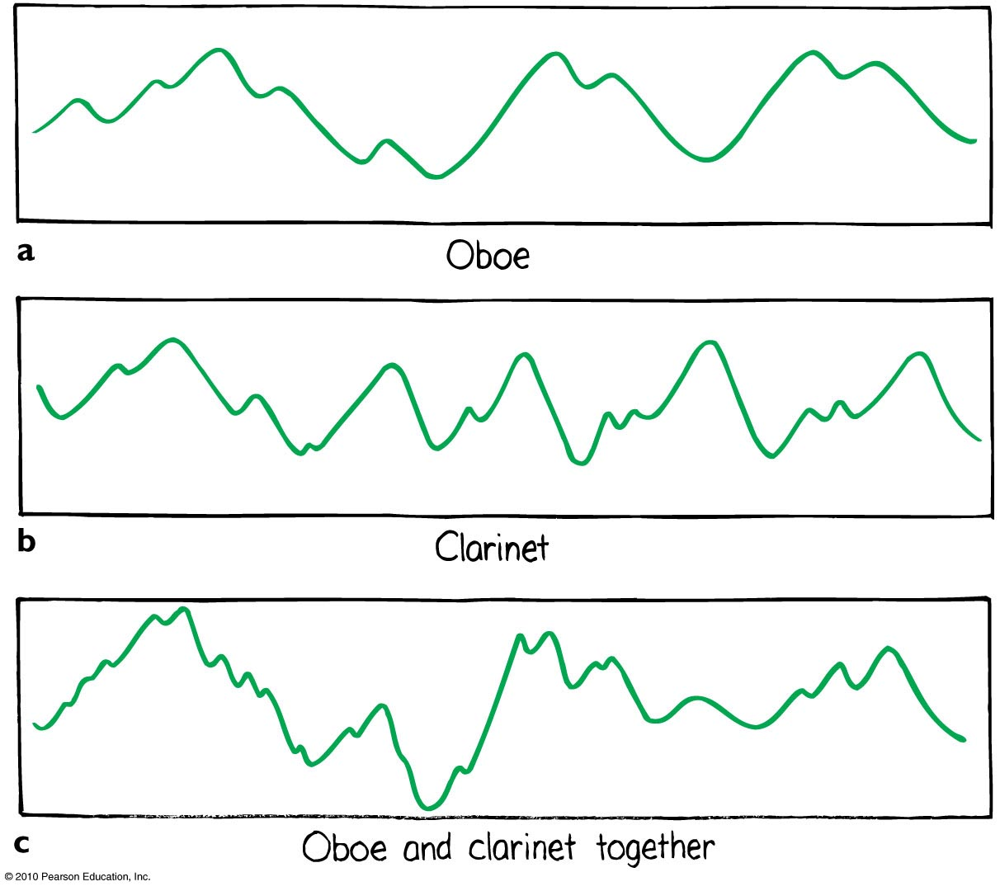 a
Oboe
b
Clarinet
c
Oboe and clarinet together
© 2010 Pearson Education, Inc.